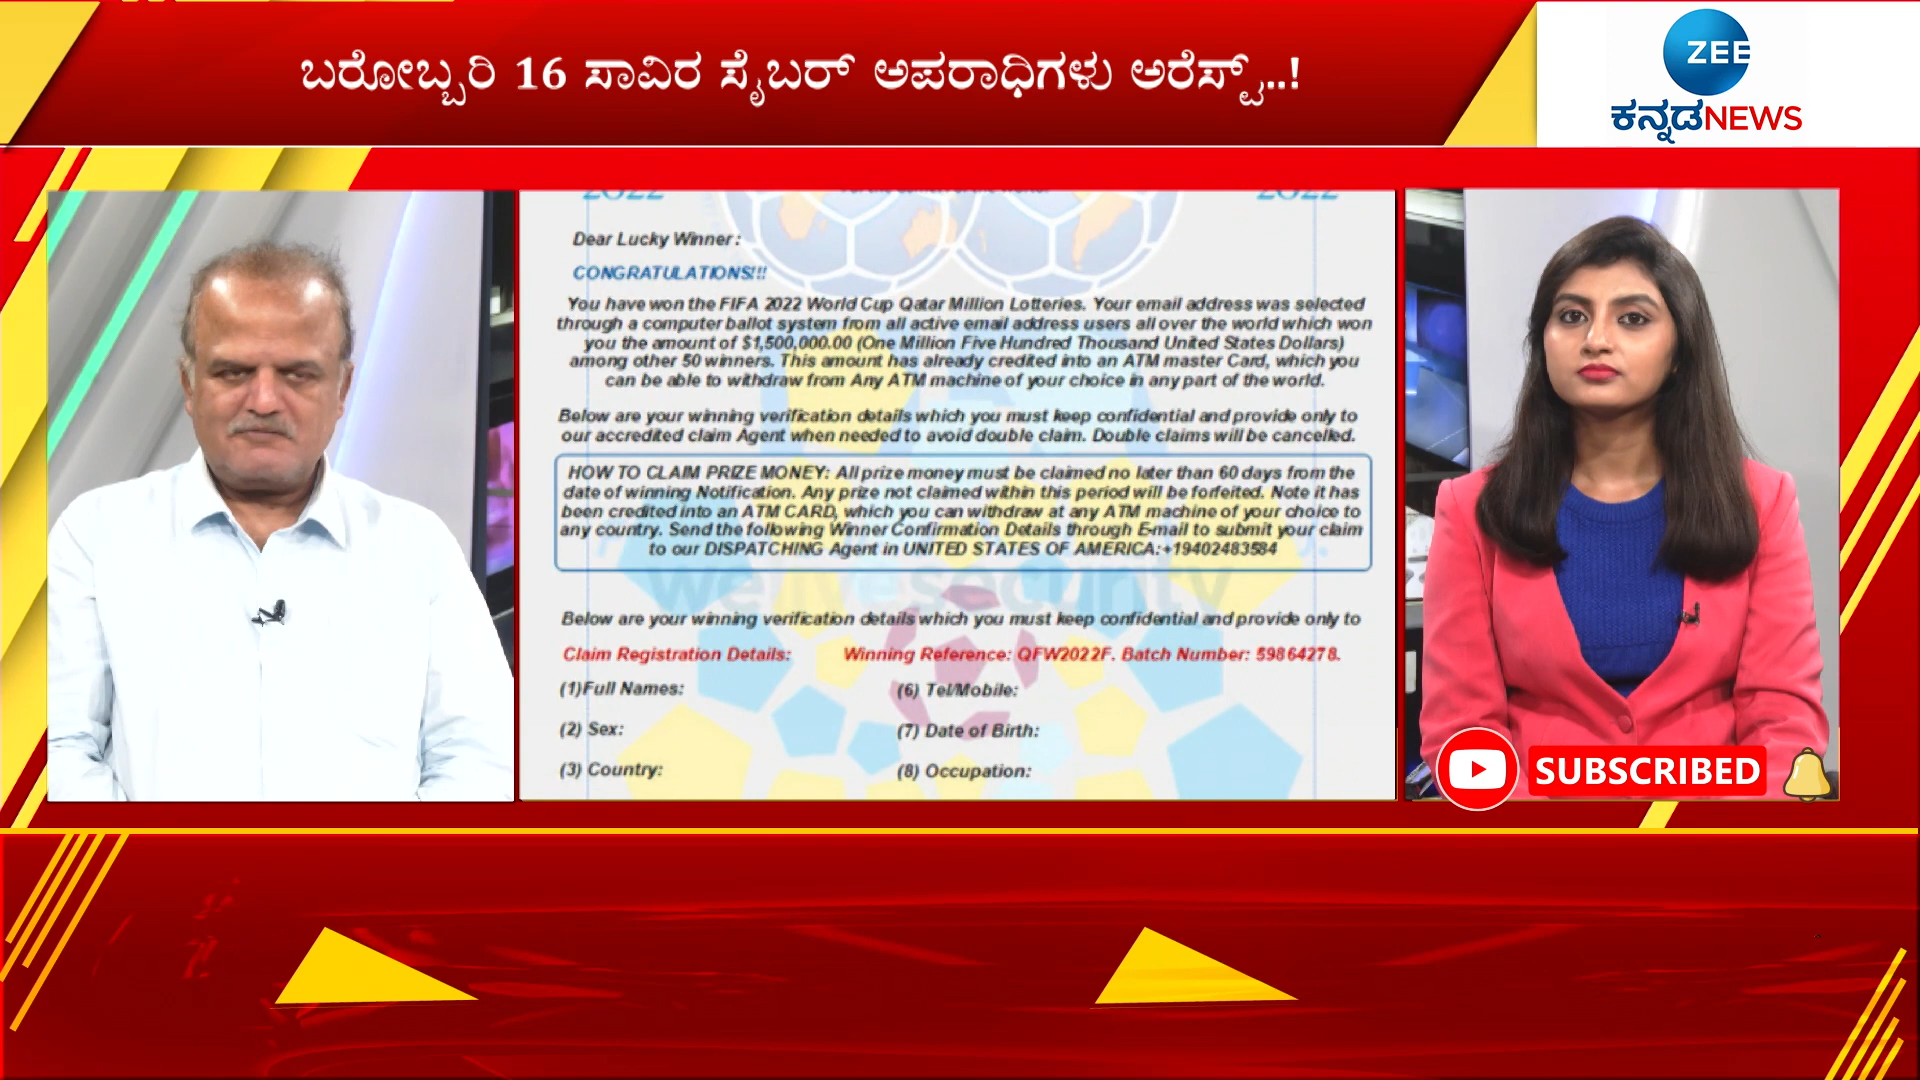 ಬರೋಬ್ಬರಿ 16 ಸಾವಿರ ಸೈಬರ್ ಅಪರಾಧಿಗಳು ಅರೆಸ್ಟ್..!
ZEE
ಕನ್ನಡNEWS
2022 2022
Dear Lucky Winner:
CONGRATULATIONS!!!
You have won the FIFA 2022 World Cup Qatar Million Lotteries. Your email address was selected
through a computer ballot system from all active email address users all over the world which won
you the amount of $1,500,000.00 (One Million Five Hundred Thousand United States Dollars)
among other 50 winners. This amount has already credited into an ATM master Card, which you
can be able to withdraw from Any ATM machine of your choice in any part of the world.
Below are your winning verification details which you must keep confidential and provide only to
our accredited claim Agent when needed to avoid double claim. Double claims will be cancelled.
HOW TO CLAIM PRIZE MONEY: All prize money must be claimed no later than 60 days from the
date of winning Notification. Any prize not claimed within this period will be forfeited. Note it has
been credited into an ATM CARD, which you can withdraw at any ATM machine of your choice to
any country. Send the following Winner Confirmation Details through E-mail to submit your claim
to our DISPATCHING Agent in UNITED STATES OF AMERICA:+19402483584
welivesecurity
Below are your winning verification details which you must keep confidential and provide only to
Claim Registration Details: Winning Reference: QFW2022F. Batch Number: 59864278.
(1)Full Names: (6) Tel/Mobile:
(2) Sex: (7) Date of Birth:
(3) Country: (8) Occupation:
SUBSCRIBED